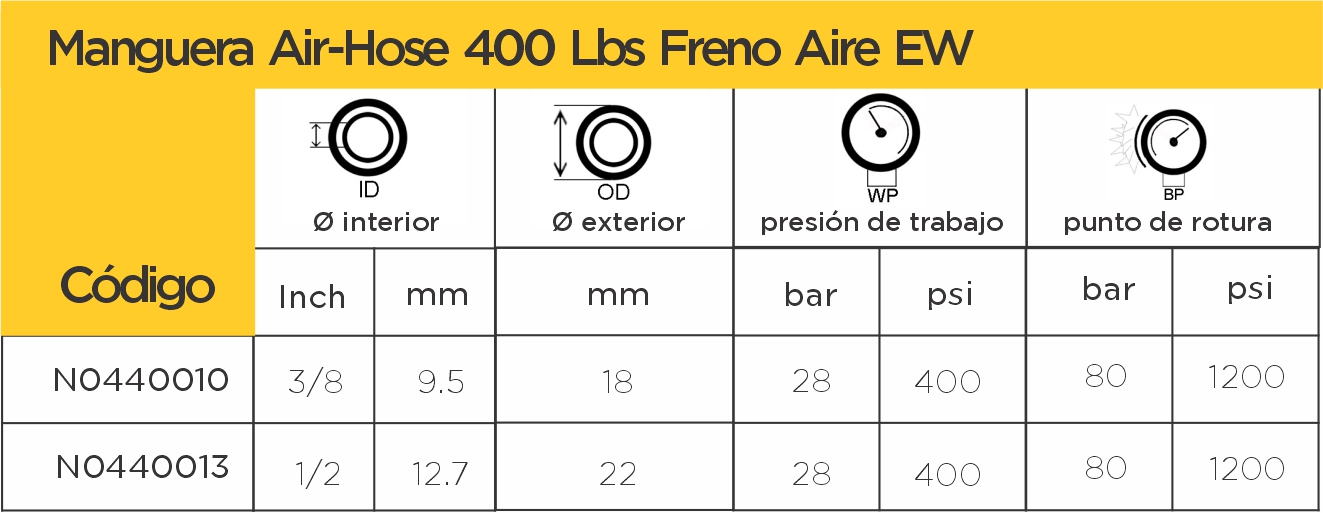 Manguera Air-Hose 400 Lbs Freno Aire EW
ID OD WP BP
Ø interior Ø exterior presión de trabajo punto de rotura
Código Inch mm mm bar psi bar psi
N0440010 3/8 9.5 18 28 400 80 1200
N0440013 1/2 12.7 22 28 400 80 1200